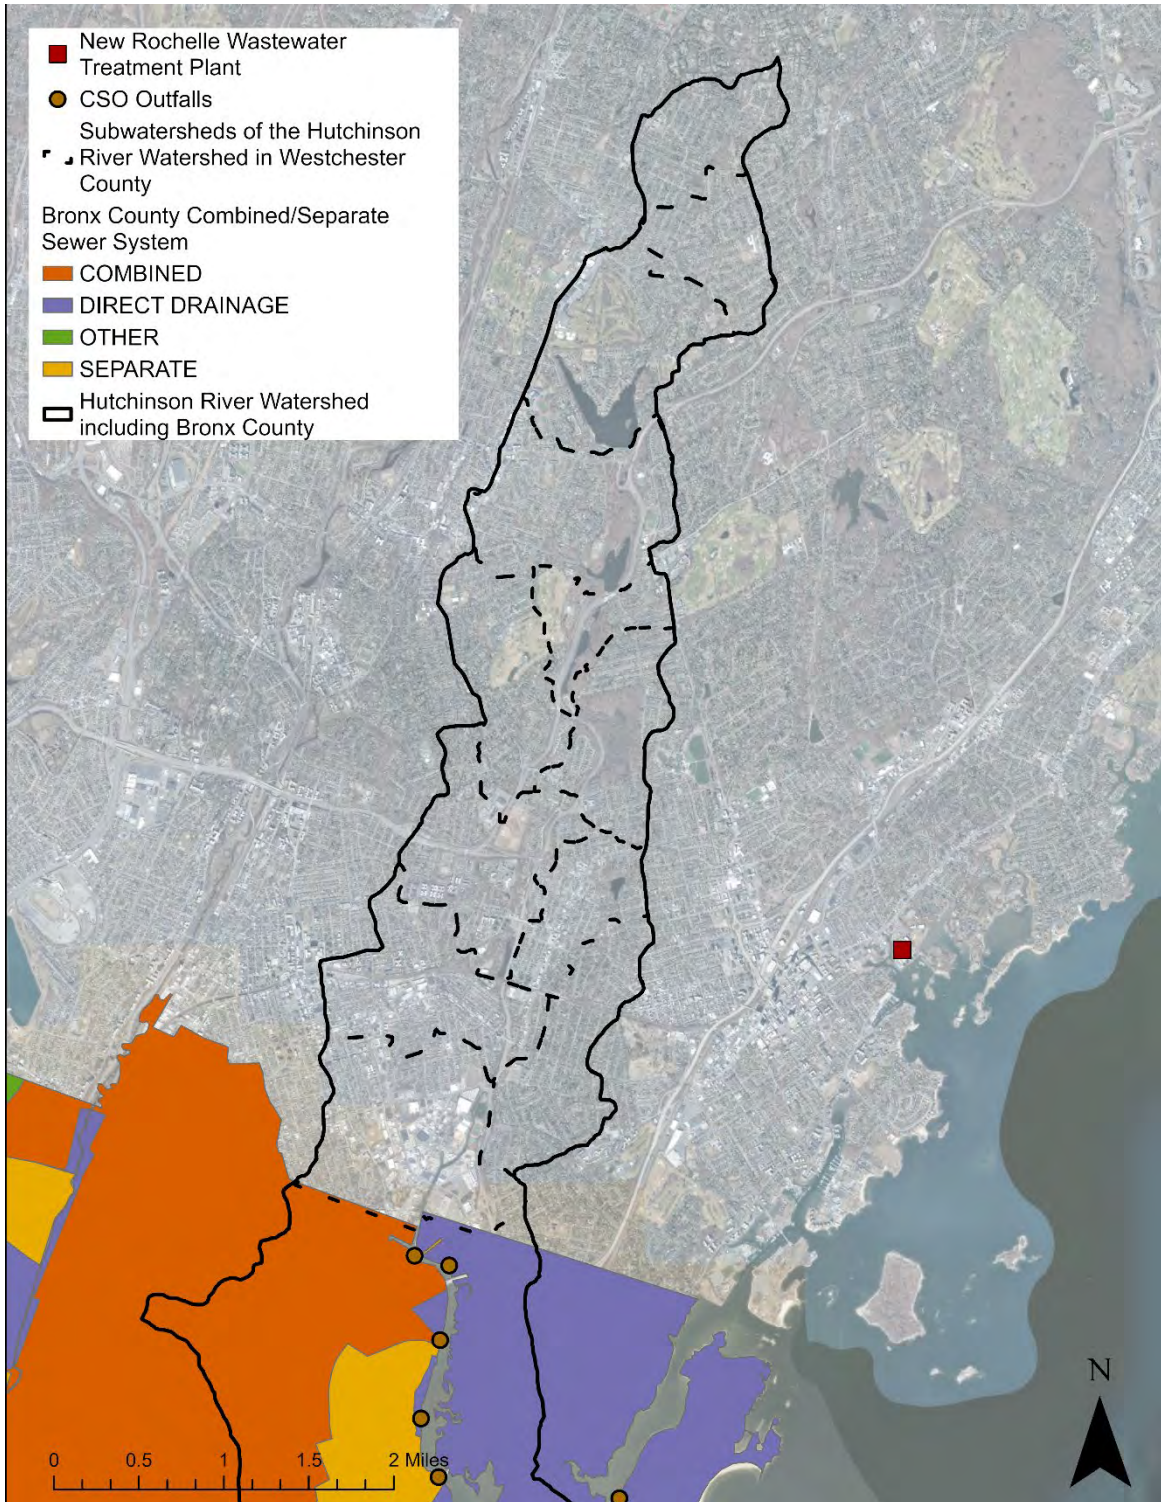 New Rochelle Wastewater
Treatment Plant
CSO Outfalls
Subwatersheds of the Hutchinson
River Watershed in Westchester
County
Bronx County Combined/Separate
Sewer System
COMBINED
DIRECT DRAINAGE
OTHER
SEPARATE
Hutchinson River Watershed
including Bronx County
N
0 0.5 1 1.5 2 Miles